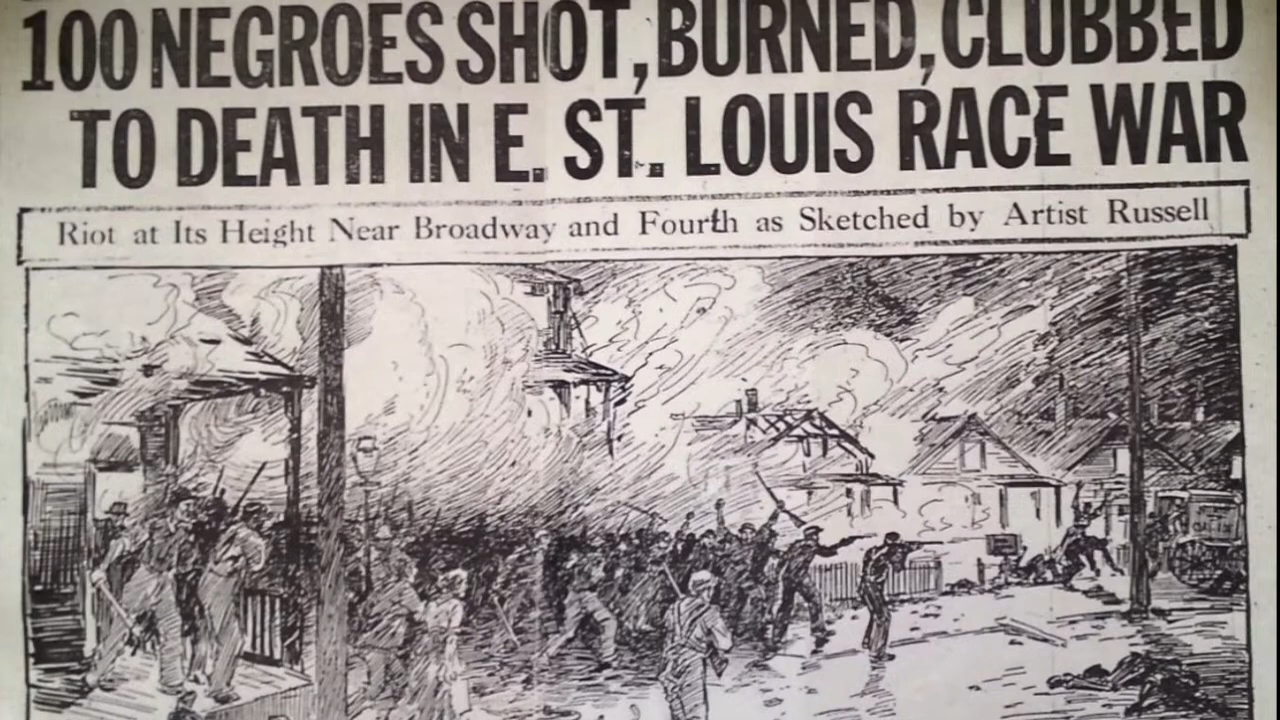 100 NEGROES SHOT, BURNED, CLUBBED
TO DEATH IN E. ST. LOUIS RACE WAR
Riot at Its Height Near Broadway and Fourth as Sketched by Artist Russell